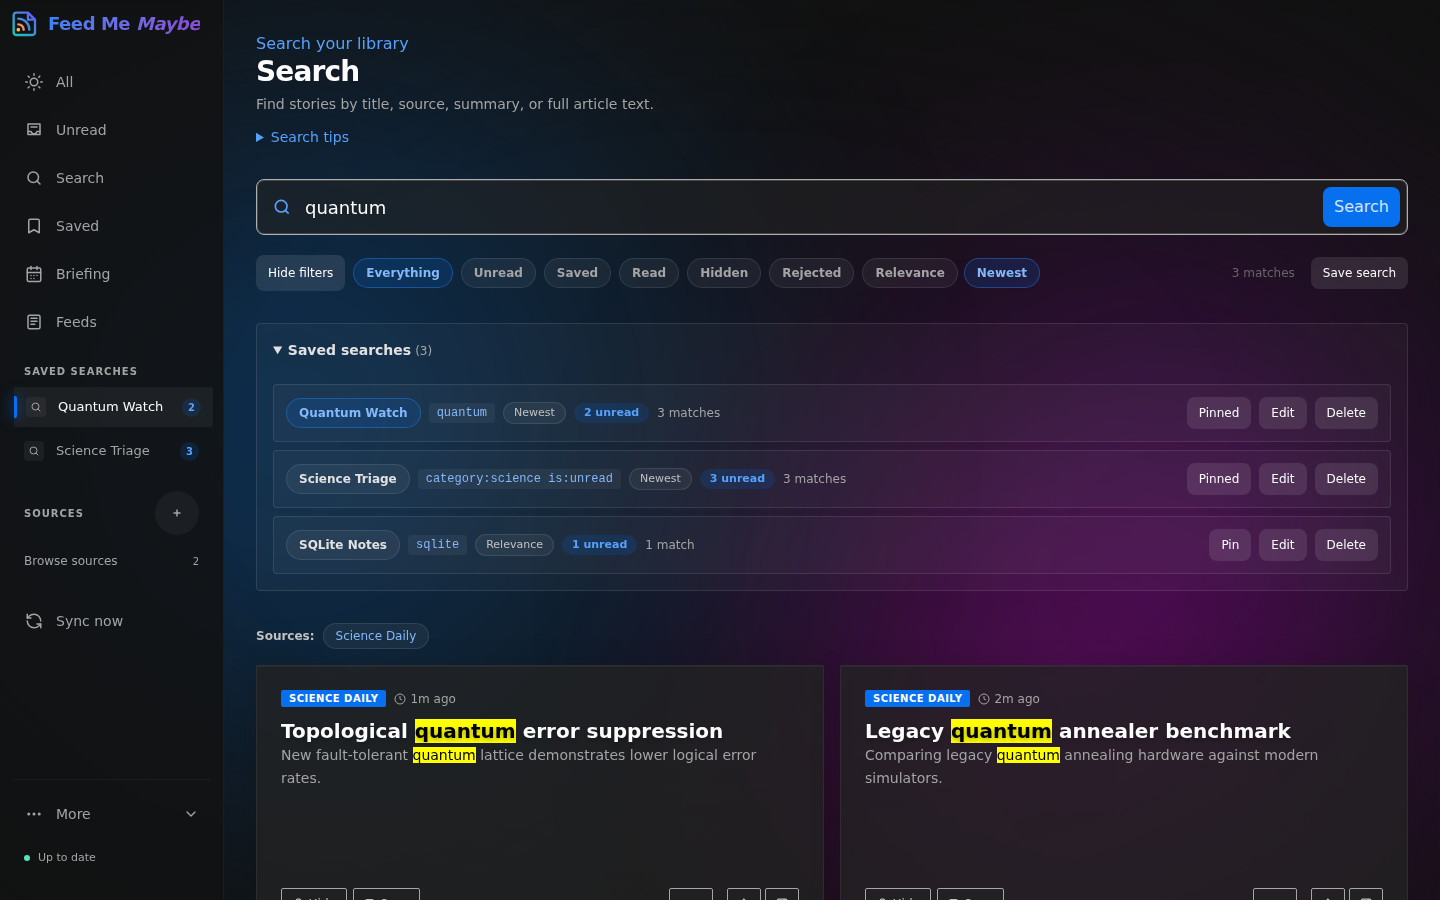 Feed Me Maybe
All
Unread
Search
Saved
Briefing
Feeds
SAVED SEARCHES
Quantum Watch 2
Science Triage 3
SOURCES +
Browse sources 2
Sync now
More
Up to date
Search your library
Search
Find stories by title, source, summary, or full article text.
Search tips
quantum Search
Hide filters Everything Unread Saved Read Hidden Rejected Relevance Newest 3 matches Save search
Saved searches (3)
Quantum Watch quantum Newest 2 unread 3 matches Pinned Edit Delete
Science Triage category:science is:unread Newest 3 unread 3 matches Pinned Edit Delete
SQLite Notes sqlite Relevance 1 unread 1 match Pin Edit Delete
Sources: Science Daily
SCIENCE DAILY 1m ago
Topological quantum error suppression
New fault-tolerant quantum lattice demonstrates lower logical error
rates.
SCIENCE DAILY 2m ago
Legacy quantum annealer benchmark
Comparing legacy quantum annealing hardware against modern
simulators.